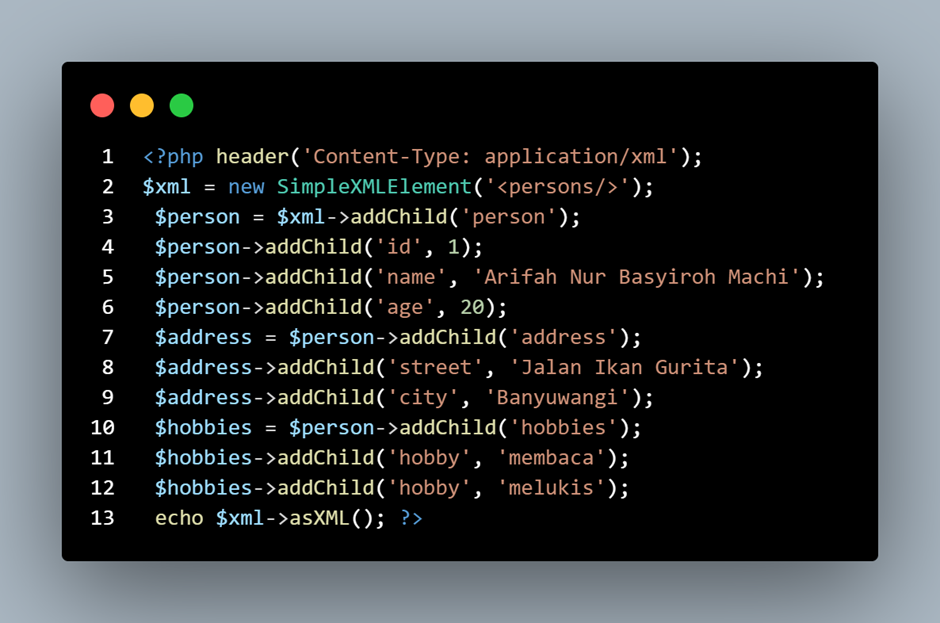 1 <?php header('Content-Type: application/xml');
2 $xml = new SimpleXMLElement('<persons/>');
3 $person = $xml->addChild('person');
4 $person->addChild('id', 1);
5 $person->addChild('name', 'Arifah Nur Basyiroh Machi');
6 $person->addChild('age', 20);
7 $address = $person->addChild('address');
8 $address->addChild('street', 'Jalan Ikan Gurita');
9 $address->addChild('city', 'Banyuwangi');
10 $hobbies = $person->addChild('hobbies');
11 $hobbies->addChild('hobby', 'membaca');
12 $hobbies->addChild('hobby', 'melukis');
13 echo $xml->asXML(); ?>